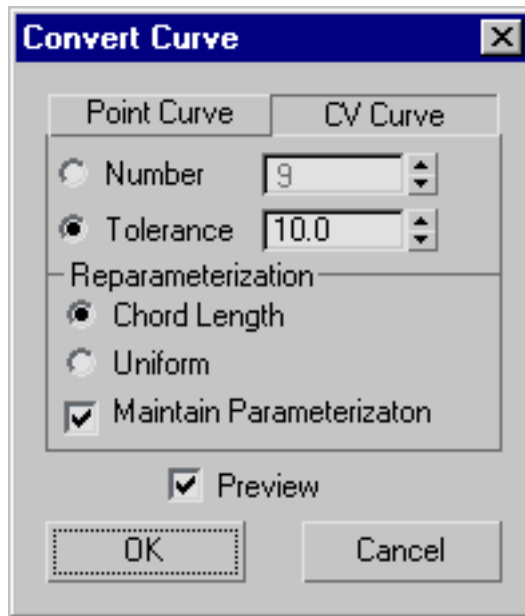 Convert Curve
Point Curve CV Curve
Number 9
Tolerance 10.0
Reparameterization
Chord Length
Uniform
Maintain Parameterizaton
Preview
OK Cancel